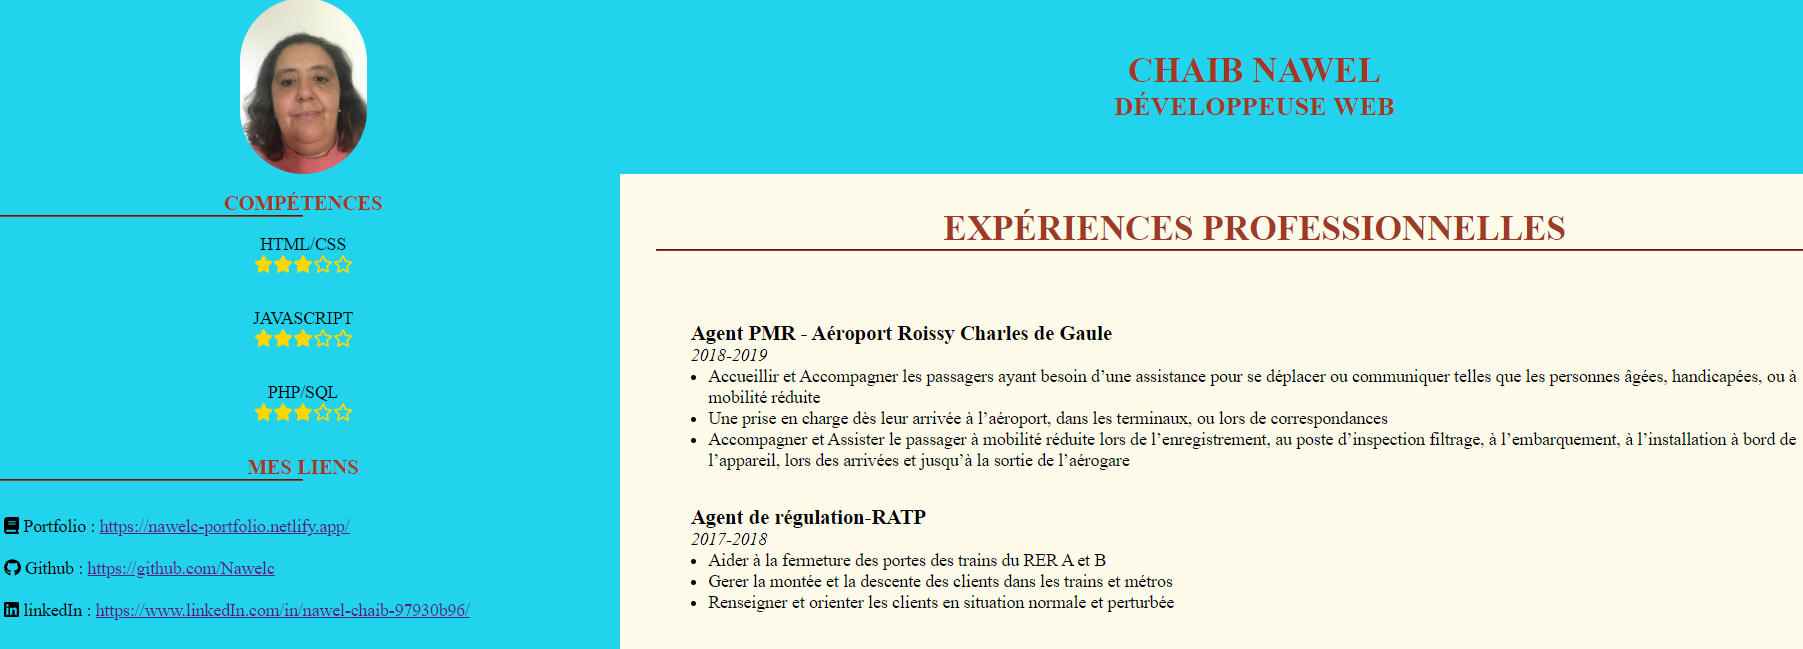 CHAIB NAWEL
DÉVELOPPEUSE WEB
COMPÉTENCES
HTML/CSS
JAVASCRIPT
PHP/SQL
MES LIENS
Portfolio : https://nawelc-portfolio.netlify.app/
Github : https://github.com/Nawelc
linkedIn : https://www.linkedIn.com/in/nawel-chaib-97930b96/
EXPÉRIENCES PROFESSIONNELLES
Agent PMR - Aéroport Roissy Charles de Gaule
2018-2019
• Accueillir et Accompagner les passagers ayant besoin d’une assistance pour se déplacer ou communiquer telles que les personnes âgées, handicapées, ou à
mobilité réduite
• Une prise en charge dès leur arrivée à l’aéroport, dans les terminaux, ou lors de correspondances
• Accompagner et Assister le passager à mobilité réduite lors de l’enregistrement, au poste d’inspection filtrage, à l’embarquement, à l’installation à bord de
l’appareil, lors des arrivées et jusqu’à la sortie de l’aérogare
Agent de régulation-RATP
2017-2018
• Aider à la fermeture des portes des trains du RER A et B
• Gerer la montée et la descente des clients dans les trains et métros
• Renseigner et orienter les clients en situation normale et perturbée